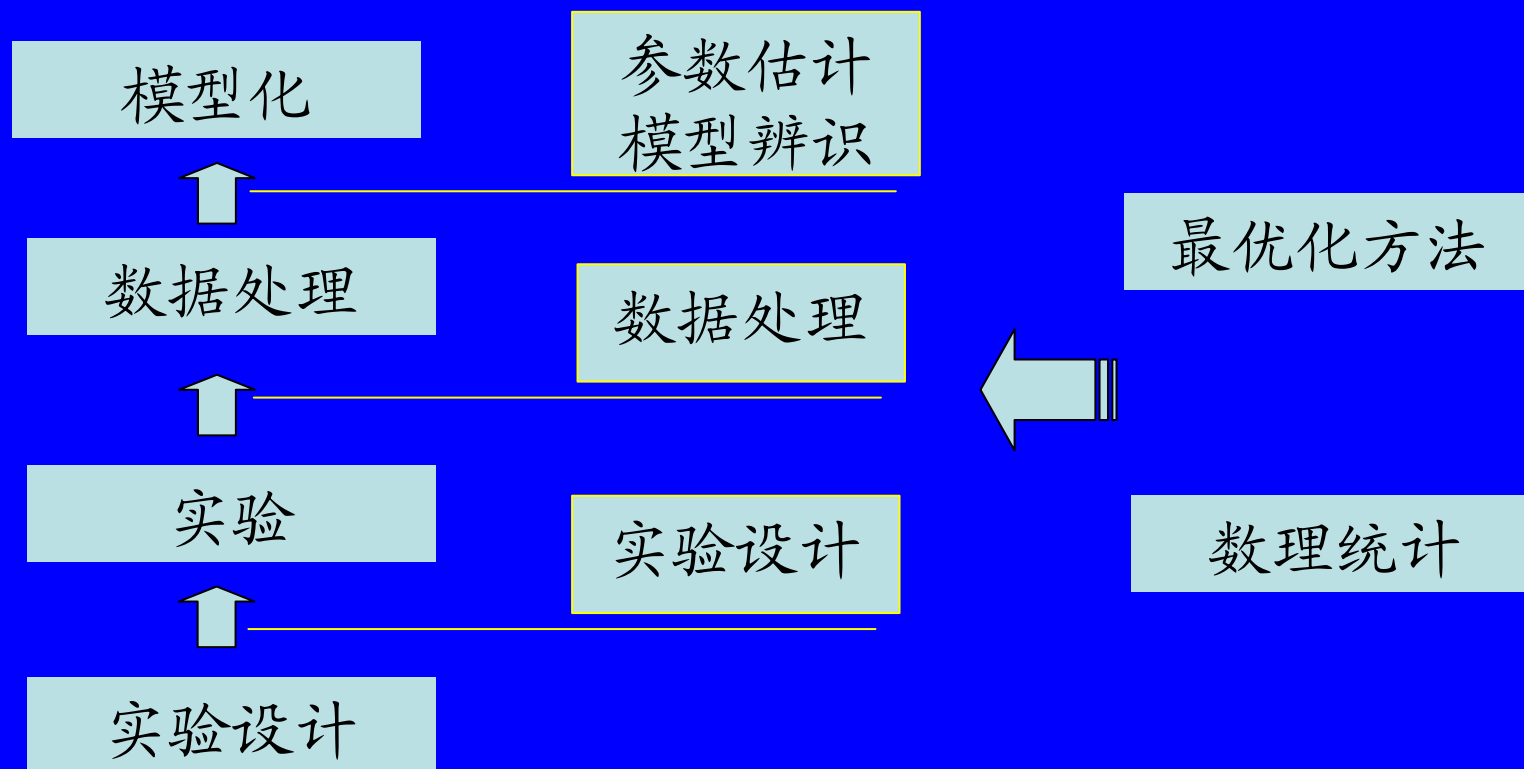 模型化
参数估计
模型辨识
最优化方法
数据处理
数据处理
实验
实验设计
数理统计
实验设计